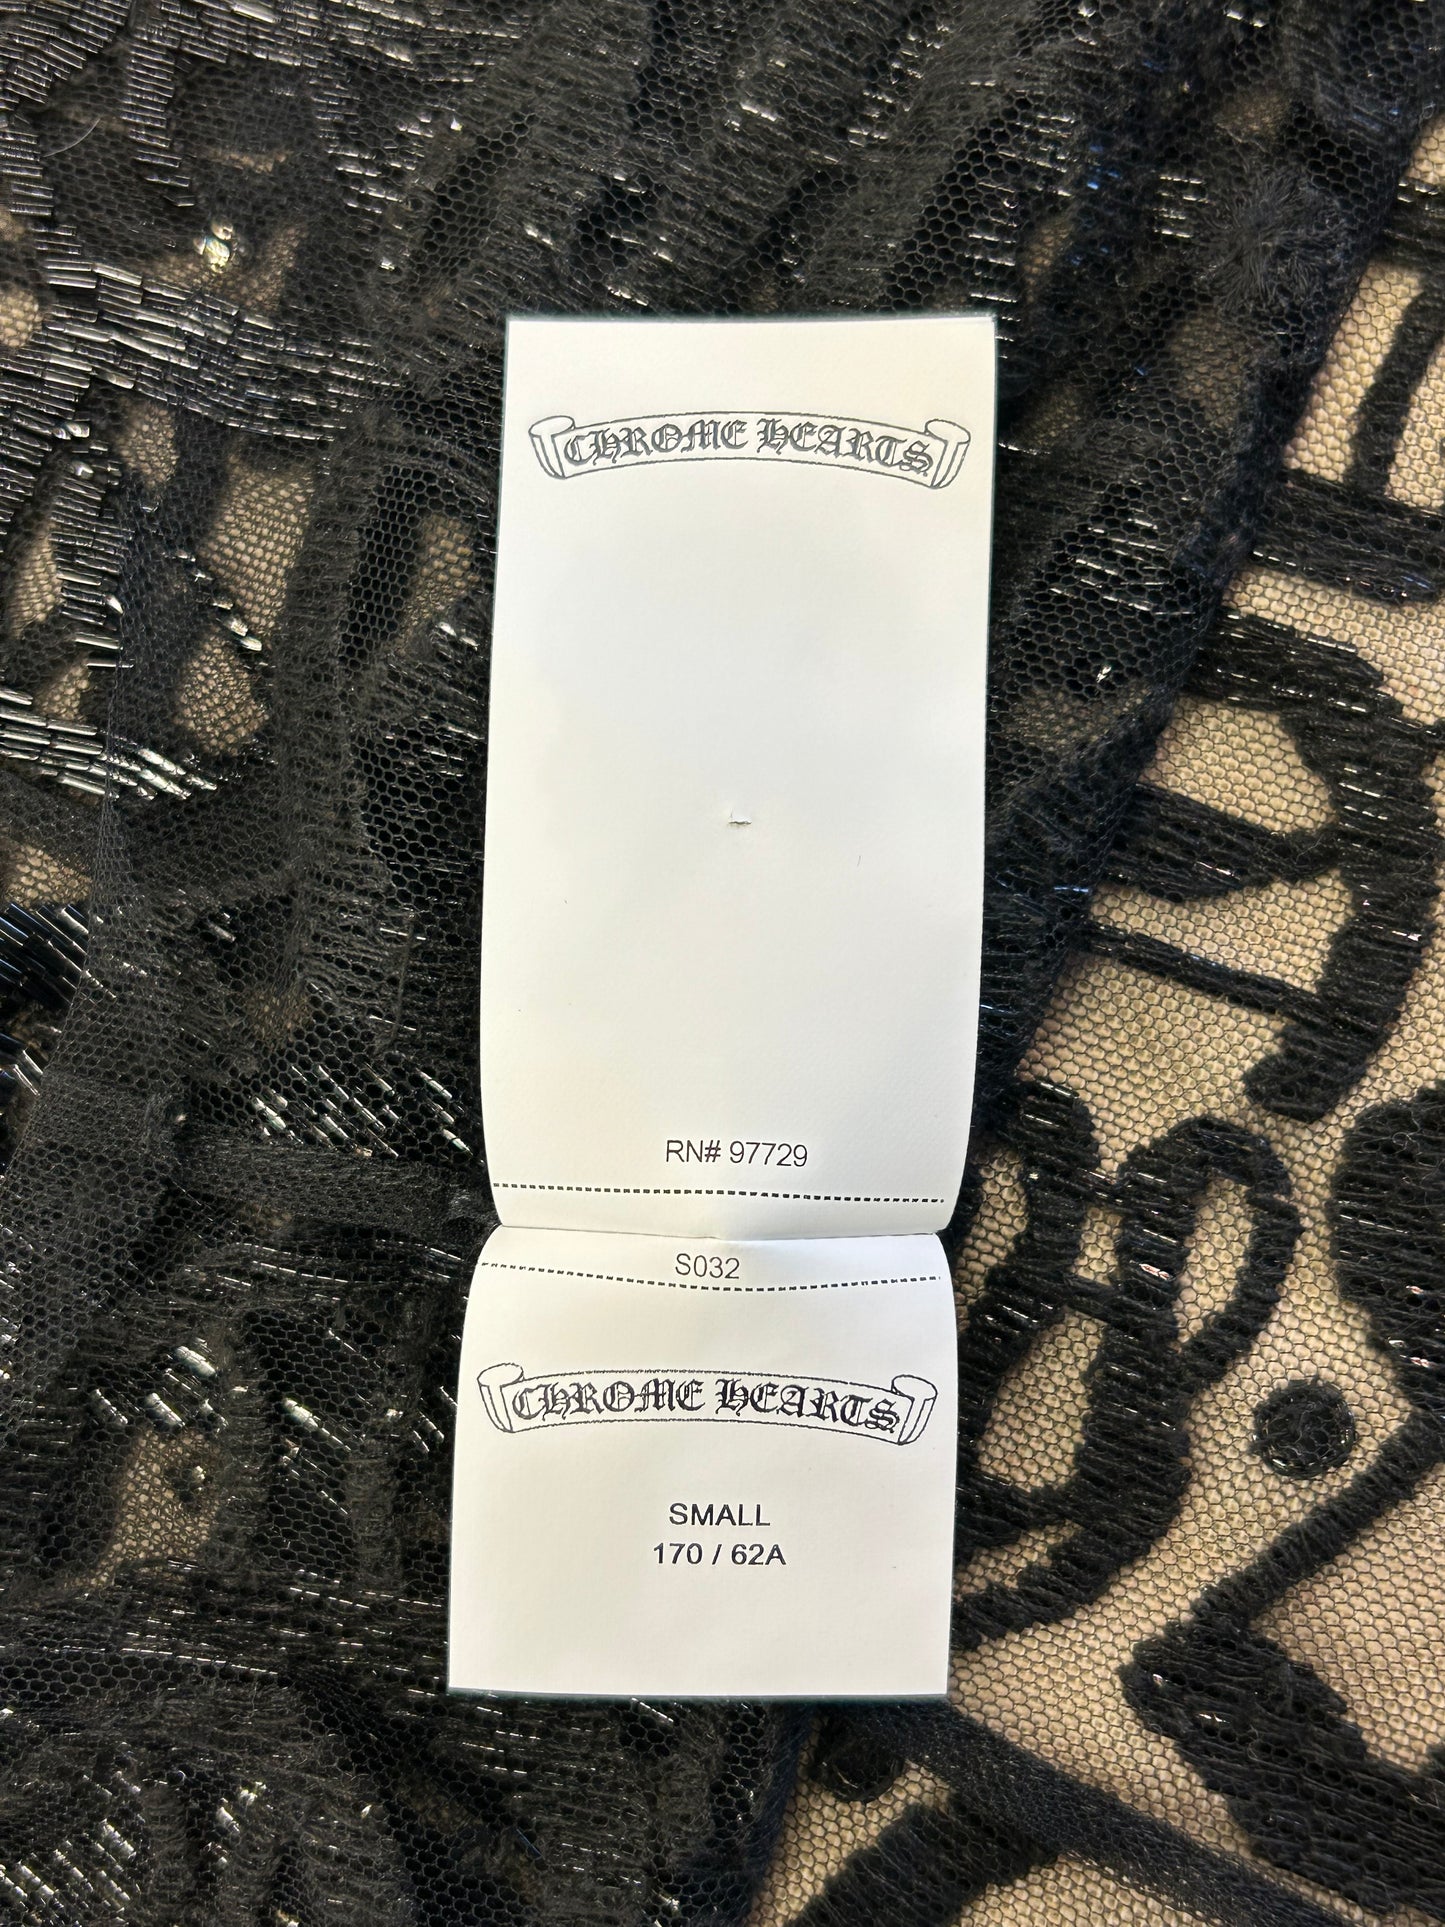 CHROME HEARTS
RN# 97729
S032
CHROME HEARTS
SMALL
170 / 62A